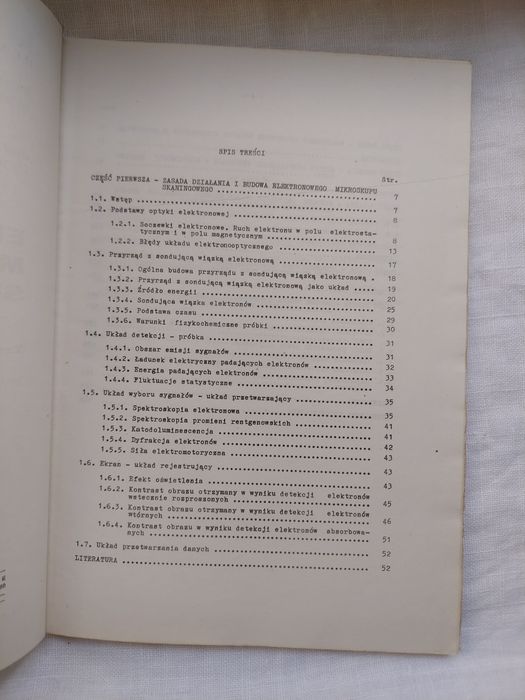 SPIS TREŚCI
Str.
CZĘŚĆ PIERWSZA - ZASADA DZIAŁANIA I BUDOWA ELEKTRONOWEGO MIKROSKOPU
SKANINGOWEGO ........ 7
1.1. Wstęp ........ 7
1.2. Podstawy optyki elektronowej ........ 8
1.2.1. Soczewki elektronowe. Ruch elektronu w polu elektrosta-
tycznym i w polu magnetycznym ........ 8
1.2.2. Błędy układu elektronooptycznego ........ 13
1.3. Przyrząd z sondującą wiązką elektronową ........ 17
1.3.1. Ogólna budowa przyrządu z sondującą wiązką elektronową . 18
1.3.2. Przyrząd z sondującą wiązką elektronową jako układ ........ 19
1.3.3. Źródło energii ........ 20
1.3.4. Sondująca wiązka elektronów ........ 25
1.3.5. Podstawa czasu ........ 29
1.3.6. Warunki fizykochemiczne próbki ........ 30
1.4. Układ detekcji - próbka ........ 31
1.4.1. Obszar emisji sygnałów ........ 31
1.4.2. Ładunek elektryczny padających elektronów ........ 32
1.4.3. Energia padających elektronów ........ 33
1.4.4. Fluktuacje statystyczne ........ 34
1.5. Układ wyboru sygnałów - układ przetwarzający ........ 35
1.5.1. Spektroskopia elektronowa ........ 35
1.5.2. Spektroskopia promieni rentgenowskich ........ 41
1.5.3. Katodoluminescencja ........ 41
1.5.4. Dyfrakcja elektronów ........ 42
1.5.5. Siła elektromotoryczna ........ 43
1.6. Ekran - układ rejestrujący ........ 43
1.6.1. Efekt oświetlenia ........ 43
1.6.2. Kontrast obrazu otrzymany w wyniku detekcji elektronów
wstecznie rozproszonych ........ 45
1.6.3. Kontrast obrazu otrzymany w wyniku detekcji elektronów
wtórnych ........ 46
1.6.4. Kontrast obrazu w wyniku detekcji elektronów absorbowa-
nych ........ 51
1.7. Układ przetwarzania danych ........ 52
LITERATURA ........ 52